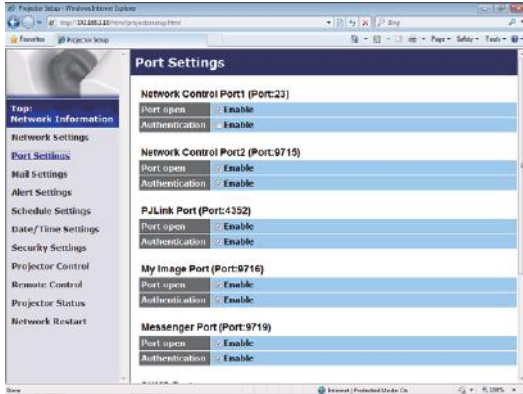 Projector Setup - Windows Internet Explorer
Bing
Favorites Projector Setup
Page Safety Tools
Port Settings
Top:
Network Information
Network Settings
Port Settings
Mail Settings
Alert Settings
Schedule Settings
Date/Time Settings
Security Settings
Projector Control
Remote Control
Projector Status
Network Restart
Network Control Port1 (Port:23)
Port open Enable
Authentication Enable
Network Control Port2 (Port:9715)
Port open Enable
Authentication Enable
PJLink Port (Port:4352)
Port open Enable
Authentication Enable
My Image Port (Port:9716)
Port open Enable
Authentication Enable
Messenger Port (Port:9719)
Port open Enable
Authentication Enable
Done
Internet | Protected Mode: On
100%